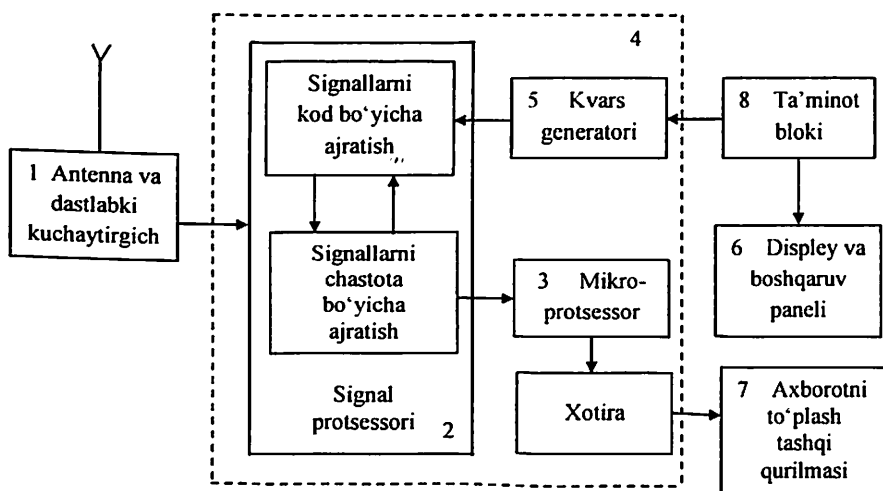 4
Signallarni
kod bo‘yicha
ajratish
5 Kvars
generatori
8 Ta’minot
bloki
1 Antenna va
dastlabki
kuchaytirgich
Signallarni
chastota
bo‘yicha
ajratish
3 Mikro-
protsessor
6 Displey va
boshqaruv
paneli
Signal
protsessori
2
Xotira
7 Axborotni
to‘plash
tashqi
qurilmasi